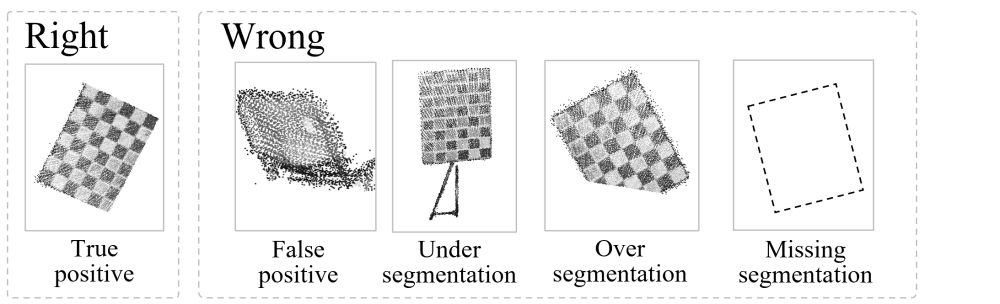 Right
Wrong
True
positive
False
positive
Under
segmentation
Over
segmentation
Missing
segmentation